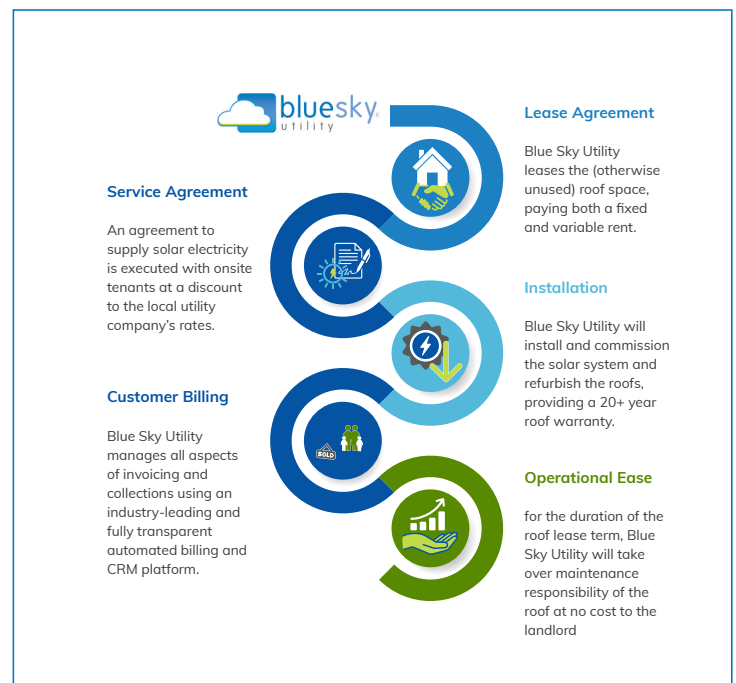 bluesky
utility
Lease Agreement
Blue Sky Utility
leases the (otherwise
unused) roof space,
paying both a fixed
and variable rent.
Service Agreement
An agreement to
supply solar electricity
is executed with onsite
tenants at a discount
to the local utility
company’s rates.
Installation
Blue Sky Utility will
install and commission
the solar system and
refurbish the roofs,
providing a 20+ year
roof warranty.
Customer Billing
Blue Sky Utility
manages all aspects
of invoicing and
collections using an
industry-leading and
fully transparent
automated billing and
CRM platform.
SOLD
Operational Ease
for the duration of the
roof lease term, Blue
Sky Utility will take
over maintenance
responsibility of the
roof at no cost to the
landlord